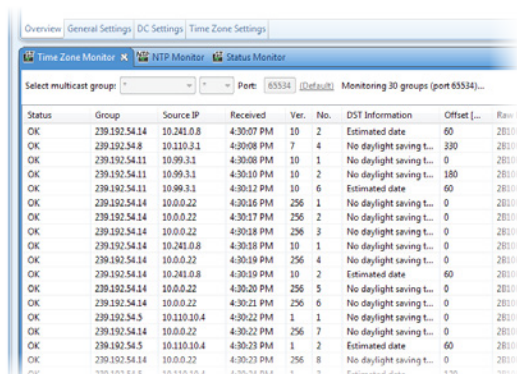 Overview General Settings DC Settings Time Zone Settings
Time Zone Monitor NTP Monitor Status Monitor
Select multicast group: * * Port: 65534 (Default) Monitoring 30 groups (port 65534)...
Status Group Source IP Received Ver. No. DST Information Offset [... Raw
OK 239.192.54.14 10.241.0.8 4:30:07 PM 10 2 Estimated date 60 2B10
OK 239.192.54.8 10.110.3.1 4:30:08 PM 7 4 No daylight saving t... 330 2B10
OK 239.192.54.11 10.99.3.1 4:30:08 PM 10 1 No daylight saving t... 0 2B10
OK 239.192.54.11 10.99.3.1 4:30:10 PM 10 2 No daylight saving t... 180 2B10
OK 239.192.54.11 10.99.3.1 4:30:12 PM 10 6 Estimated date 60 2B10
OK 239.192.54.14 10.0.0.22 4:30:16 PM 256 1 No daylight saving t... 0 2B10
OK 239.192.54.14 10.0.0.22 4:30:17 PM 256 2 No daylight saving t... 0 2B10
OK 239.192.54.14 10.0.0.22 4:30:18 PM 256 3 No daylight saving t... 0 2B10
OK 239.192.54.14 10.241.0.8 4:30:18 PM 10 1 No daylight saving t... 0 2B10
OK 239.192.54.14 10.0.0.22 4:30:19 PM 256 4 No daylight saving t... 0 2B10
OK 239.192.54.14 10.241.0.8 4:30:19 PM 10 2 Estimated date 60 2B10
OK 239.192.54.14 10.0.0.22 4:30:20 PM 256 5 No daylight saving t... 0 2B10
OK 239.192.54.14 10.0.0.22 4:30:21 PM 256 6 No daylight saving t... 0 2B10
OK 239.192.54.5 10.110.10.4 4:30:22 PM 1 1 No daylight saving t... 0 2B10
OK 239.192.54.14 10.0.0.22 4:30:22 PM 256 7 No daylight saving t... 0 2B10
OK 239.192.54.5 10.110.10.4 4:30:23 PM 1 2 Estimated date 60 2B10
OK 239.192.54.14 10.0.0.22 4:30:23 PM 256 8 No daylight saving t... 0 2B10